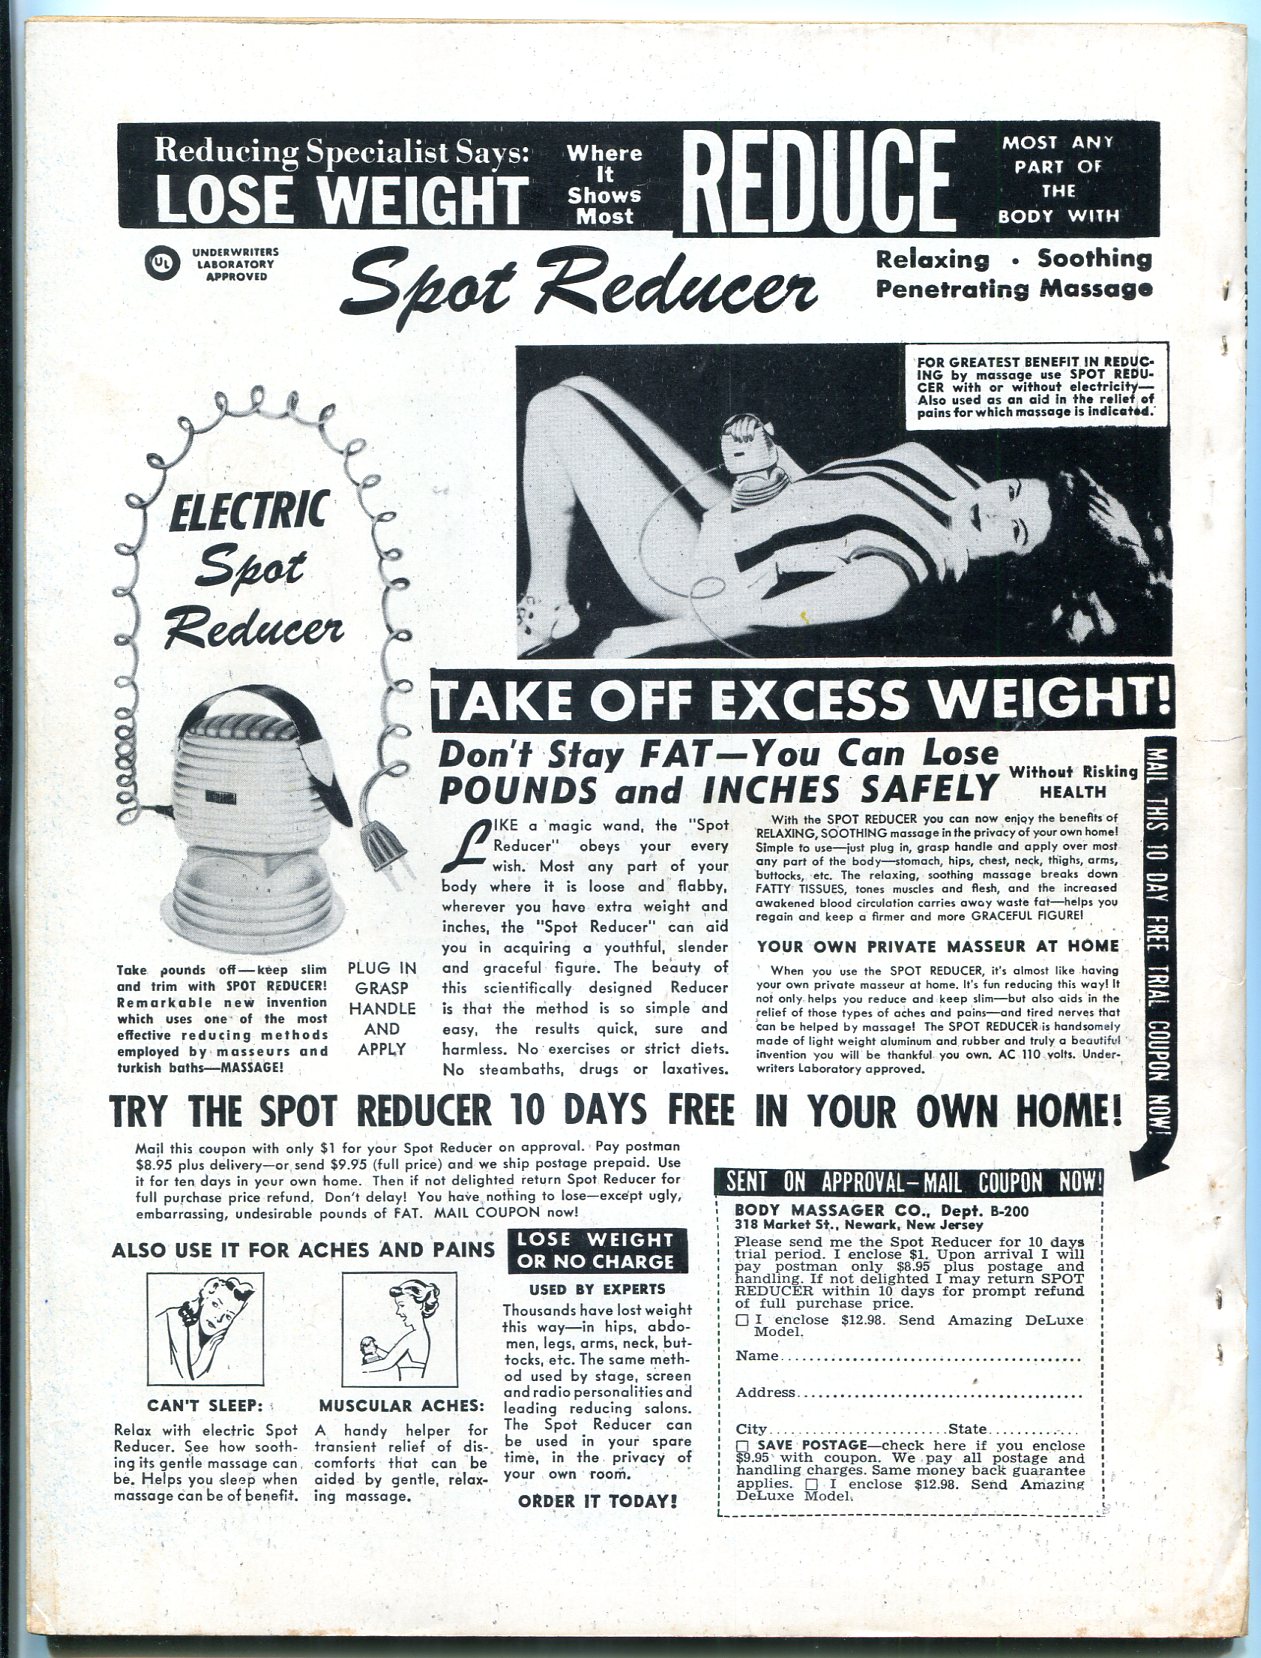 Reducing Specialist Says:
LOSE WEIGHT
Where
It
Shows
Most
REDUCE
MOST ANY
PART OF
THE
BODY WITH
UL
UNDERWRITERS
LABORATORY
APPROVED
Spot Reducer
Relaxing • Soothing
Penetrating Massage
FOR GREATEST BENEFIT IN REDUC-
ING by massage use SPOT REDU-
CER with or without electricity—
Also used as an aid in the relief of
pains for which massage is indicated.
ELECTRIC
Spot
Reducer
TAKE OFF EXCESS WEIGHT!
Don't Stay FAT—You Can Lose
POUNDS and INCHES SAFELY
Without Risking
HEALTH
LIKE a magic wand, the "Spot
Reducer" obeys your every
wish. Most any part of your
body where it is loose and flabby,
wherever you have extra weight and
inches, the "Spot Reducer" can aid
you in acquiring a youthful, slender
and graceful figure. The beauty of
this scientifically designed Reducer
is that the method is so simple and
easy, the results quick, sure and
harmless. No exercises or strict diets.
No steambaths, drugs or laxatives.
With the SPOT REDUCER you can now enjoy the benefits of
RELAXING, SOOTHING massage in the privacy of your own home!
Simple to use—just plug in, grasp handle and apply over most
any part of the body—stomach, hips, chest, neck, thighs, arms,
buttocks, etc. The relaxing, soothing massage breaks down
FATTY TISSUES, tones muscles and flesh, and the increased
awakened blood circulation carries away waste fat—helps you
regain and keep a firmer and more GRACEFUL FIGURE!
YOUR OWN PRIVATE MASSEUR AT HOME
When you use the SPOT REDUCER, it's almost like having
your own private masseur at home. It's fun reducing this way! It
not only helps you reduce and keep slim—but also aids in the
relief of those types of aches and pains—and tired nerves that
can be helped by massage! The SPOT REDUCER is handsomely
made of light weight aluminum and rubber and truly a beautiful
invention you will be thankful you own. AC 110 volts. Under-
writers Laboratory approved.
MAIL THIS 10 DAY FREE TRIAL COUPON NOW!
Take pounds off—keep slim
and trim with SPOT REDUCER!
Remarkable new invention
which uses one of the most
effective reducing methods
employed by masseurs and
turkish baths—MASSAGE!
PLUG IN
GRASP
HANDLE
AND
APPLY
TRY THE SPOT REDUCER 10 DAYS FREE IN YOUR OWN HOME!
Mail this coupon with only $1 for your Spot Reducer on approval. Pay postman
$8.95 plus delivery—or send $9.95 (full price) and we ship postage prepaid. Use
it for ten days in your own home. Then if not delighted return Spot Reducer for
full purchase price refund. Don't delay! You have nothing to lose—except ugly,
embarrassing, undesirable pounds of FAT. MAIL COUPON now!
ALSO USE IT FOR ACHES AND PAINS
CAN'T SLEEP:
Relax with electric Spot
Reducer. See how sooth-
ing its gentle massage can
be. Helps you sleep when
massage can be of benefit.
MUSCULAR ACHES:
A handy helper for
transient relief of dis-
comforts that can be
aided by gentle, relax-
ing massage.
LOSE WEIGHT
OR NO CHARGE
USED BY EXPERTS
Thousands have lost weight
this way—in hips, abdo-
men, legs, arms, neck, but-
tocks, etc. The same meth-
od used by stage, screen
and radio personalities and
leading reducing salons.
The Spot Reducer can
be used in your spare
time, in the privacy of
your own room.
ORDER IT TODAY!
SENT ON APPROVAL—MAIL COUPON NOW!
BODY MASSAGER CO., Dept. B-200
318 Market St., Newark, New Jersey
Please send me the Spot Reducer for 10 days
trial period. I enclose $1. Upon arrival I will
pay postman only $8.95 plus postage and
handling. If not delighted I may return SPOT
REDUCER within 10 days for prompt refund
of full purchase price.
☐ I enclose $12.98. Send Amazing DeLuxe
Model.
Name
Address
City State
☐ SAVE POSTAGE—check here if you enclose
$9.95 with coupon. We pay all postage and
handling charges. Same money back guarantee
applies. ☐ I enclose $12.98. Send Amazing
DeLuxe Model.